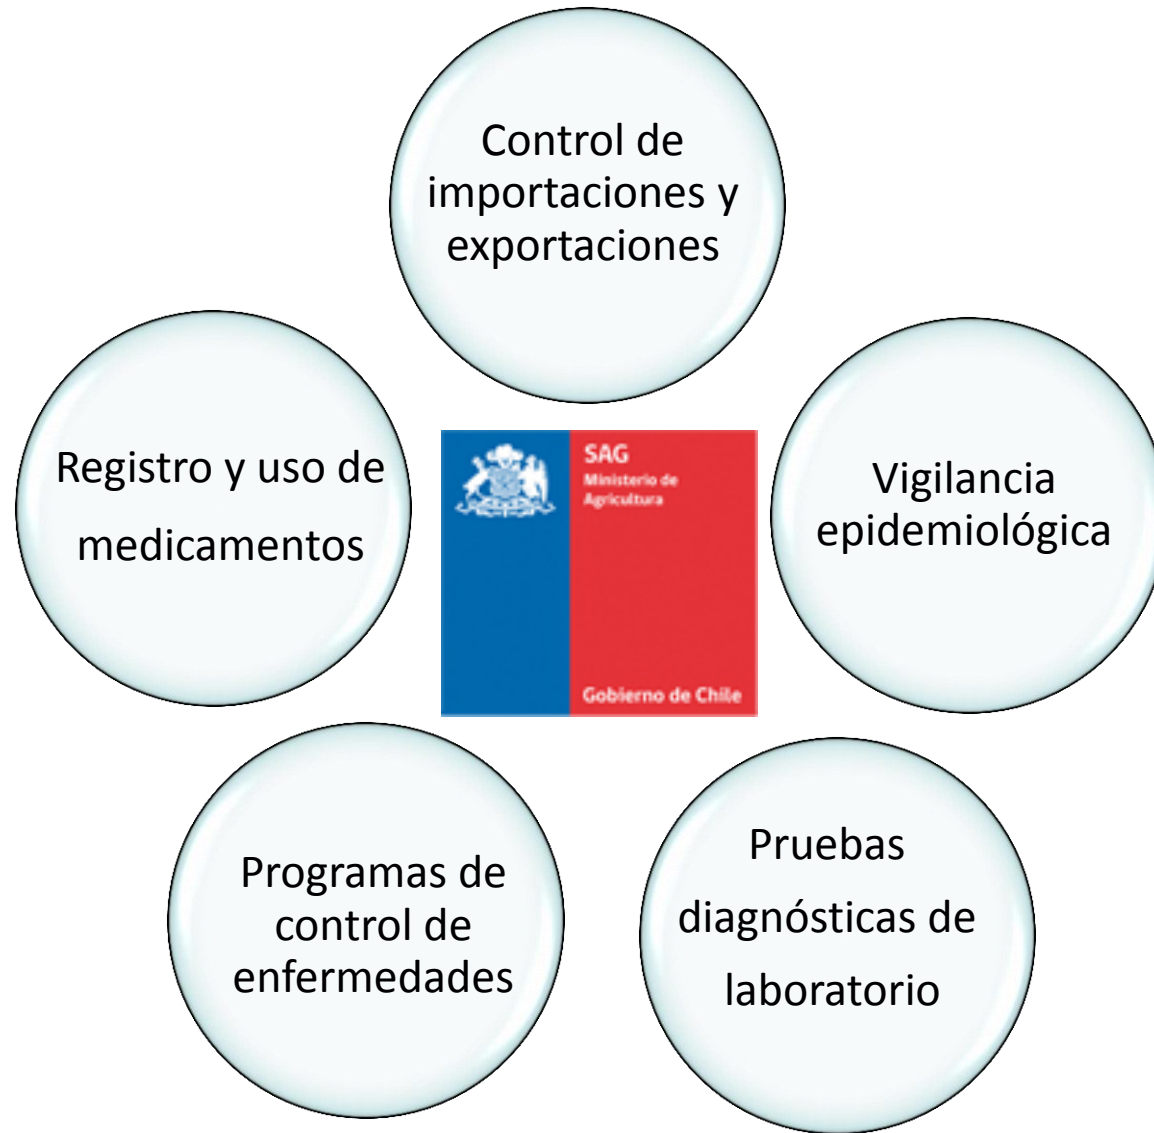 Control de
importaciones y
exportaciones
Registro y uso de
medicamentos
SAG
Ministerio de
Agricultura
Gobierno de Chile
Vigilancia
epidemiológica
Programas de
control de
enfermedades
Pruebas
diagnósticas de
laboratorio